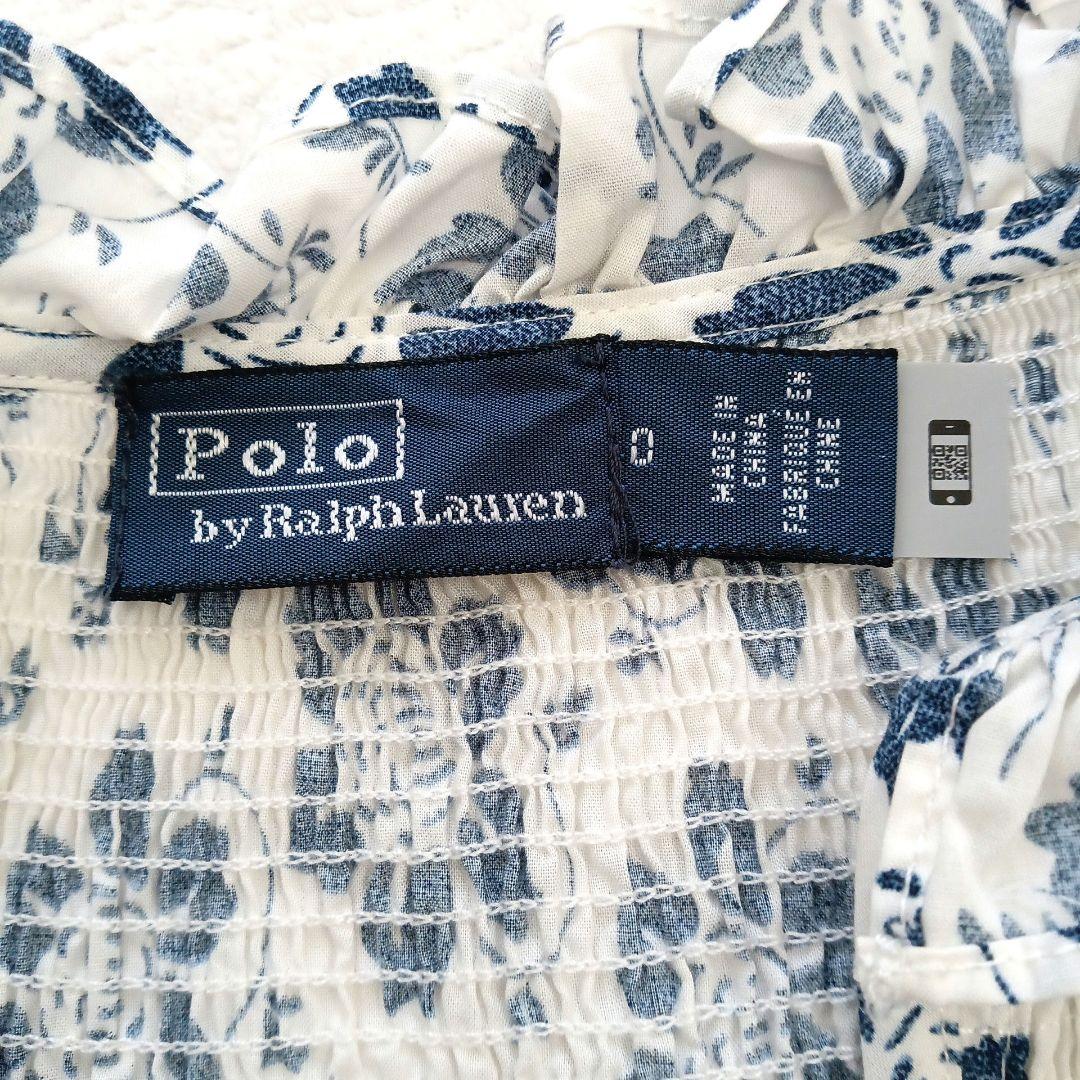 Polo
by Ralph Lauren
0
MADE IN
CHINA
FABRIQUÉ EN
CHINE